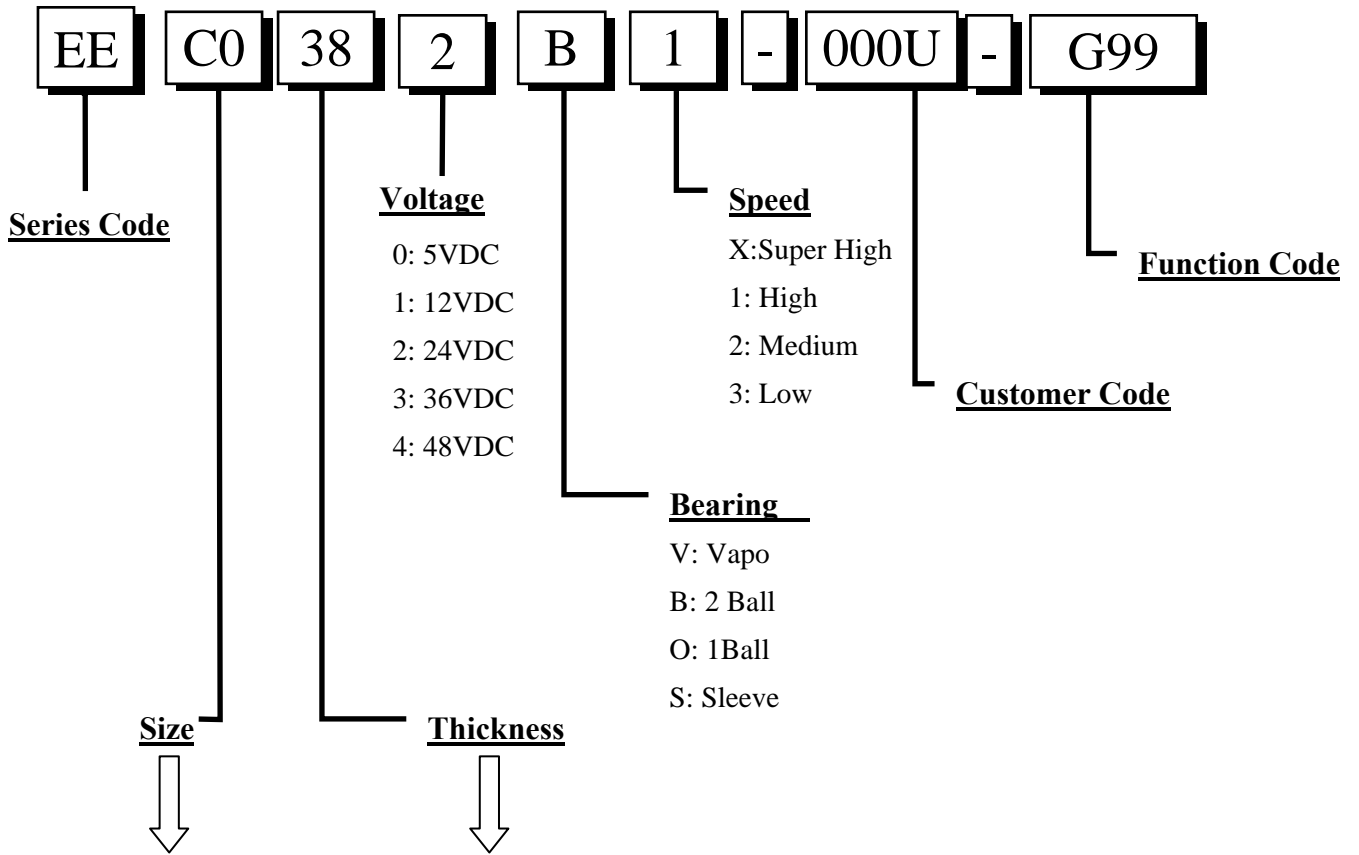 EE C0 38 2 B 1 - 000U - G99
Series Code
Voltage
0: 5VDC
1: 12VDC
2: 24VDC
3: 36VDC
4: 48VDC
Speed
X:Super High
1: High
2: Medium
3: Low
Function Code
Customer Code
Bearing
V: Vapo
B: 2 Ball
O: 1Ball
S: Sleeve
Size
Thickness